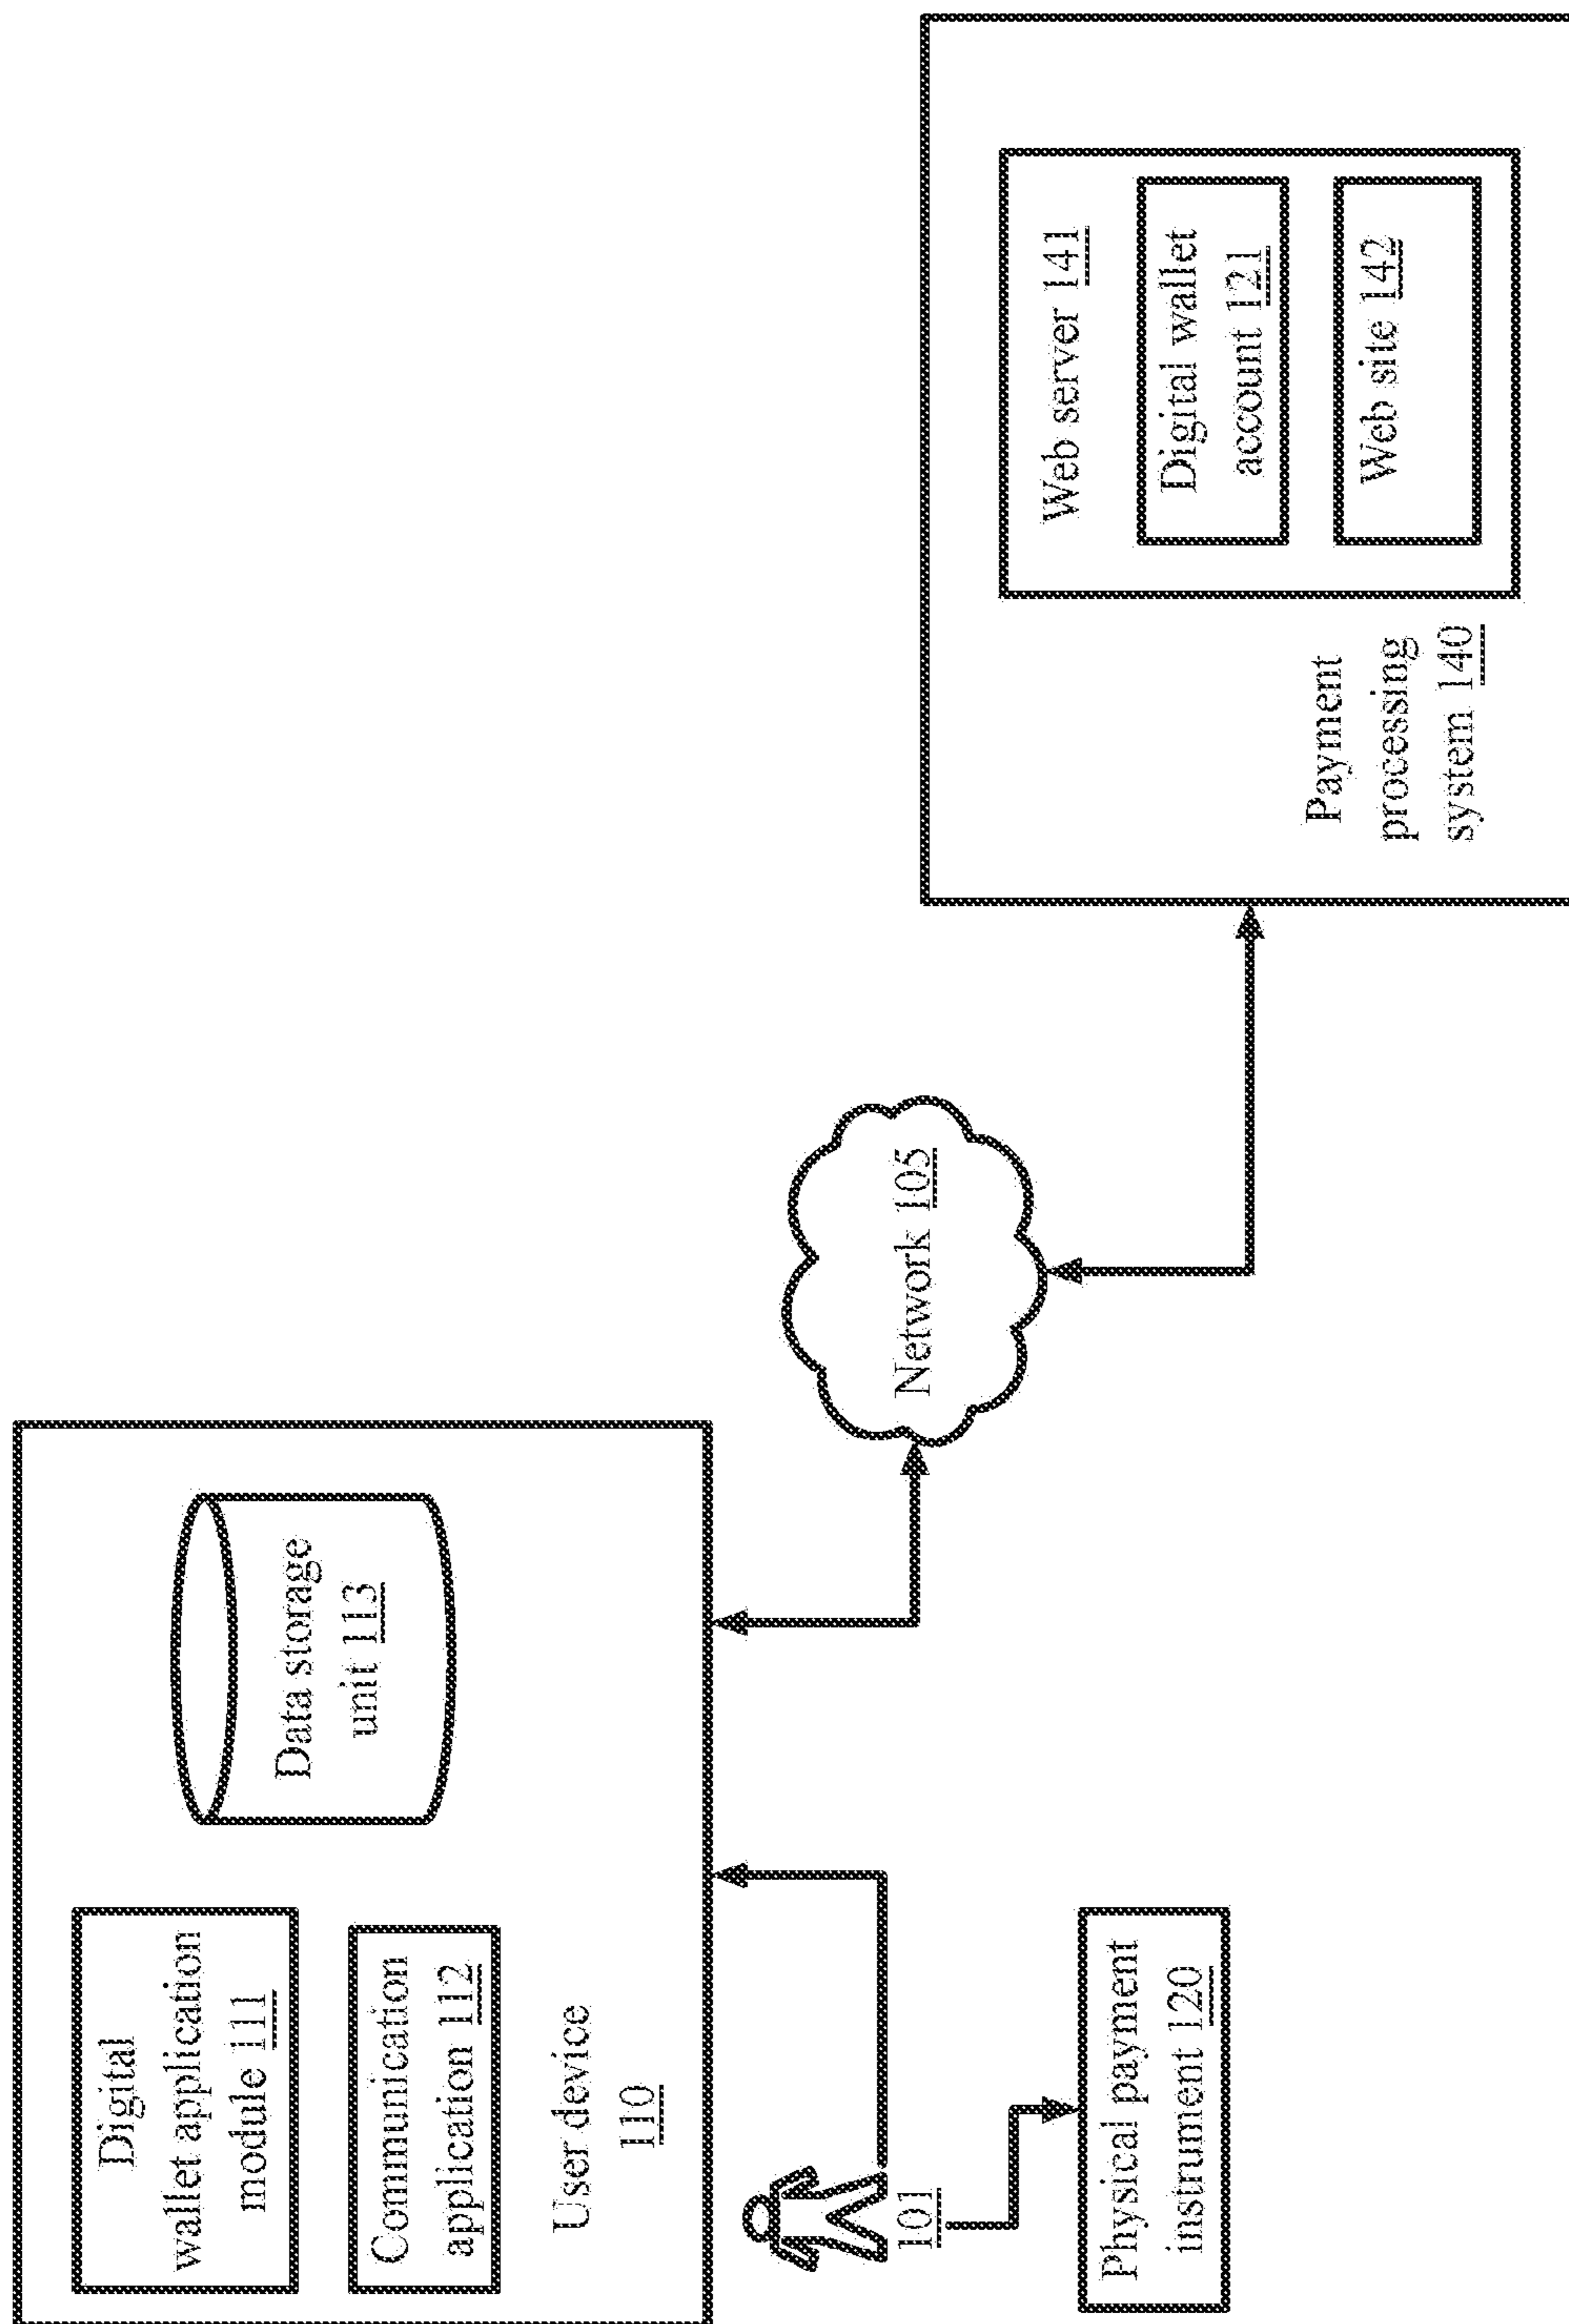 Digital
wallet application
module 111
Communication
application 112
User device
110
Data storage
unit 113
101
Physical payment
instrument 120
Network 105
Payment
processing
system 140
Web server 141
Digital wallet
account 121
Web site 142